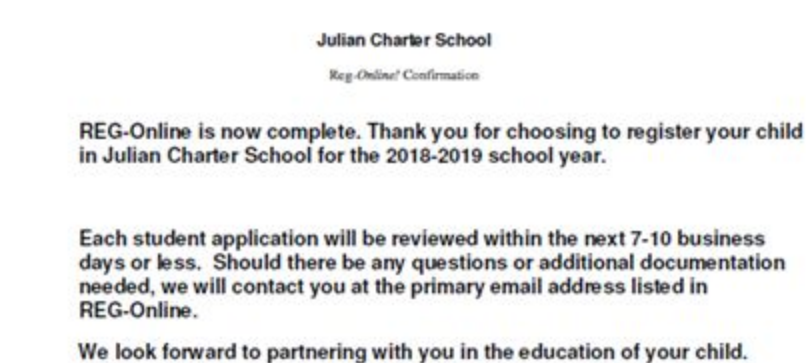 Julian Charter School
Reg-Online! Confirmation
REG-Online is now complete. Thank you for choosing to register your child
in Julian Charter School for the 2018-2019 school year.
Each student application will be reviewed within the next 7-10 business
days or less. Should there be any questions or additional documentation
needed, we will contact you at the primary email address listed in
REG-Online.
We look forward to partnering with you in the education of your child.